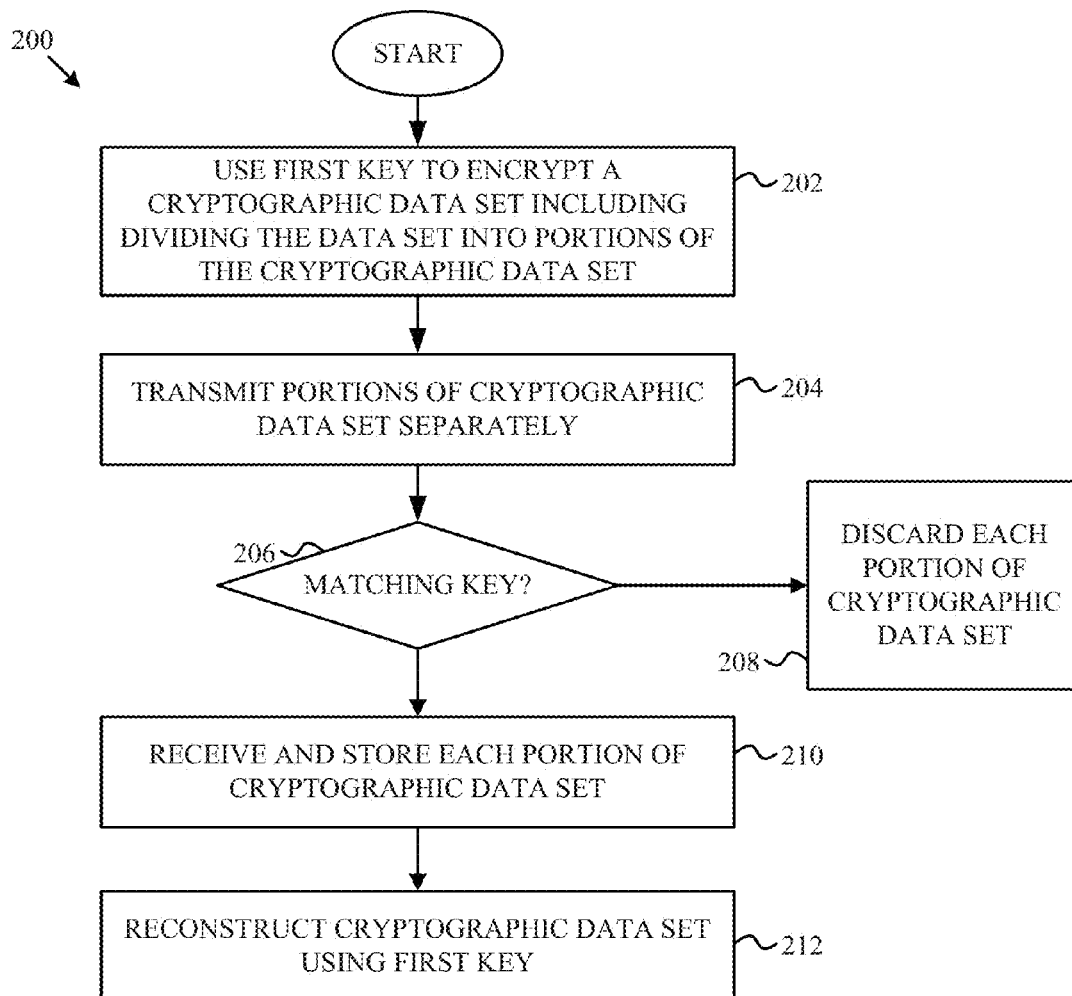 200
START
USE FIRST KEY TO ENCRYPT A
CRYPTOGRAPHIC DATA SET INCLUDING
DIVIDING THE DATA SET INTO PORTIONS OF
THE CRYPTOGRAPHIC DATA SET
202
TRANSMIT PORTIONS OF CRYPTOGRAPHIC
DATA SET SEPARATELY
204
206
MATCHING KEY?
DISCARD EACH
PORTION OF
CRYPTOGRAPHIC
DATA SET
208
RECEIVE AND STORE EACH PORTION OF
CRYPTOGRAPHIC DATA SET
210
RECONSTRUCT CRYPTOGRAPHIC DATA SET
USING FIRST KEY
212